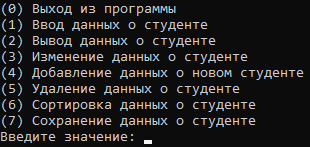 (0) Выход из программы
(1) Ввод данных о студенте
(2) Вывод данных о студенте
(3) Изменение данных о студенте
(4) Добавление данных о новом студенте
(5) Удаление данных о студенте
(6) Сортировка данных о студенте
(7) Сохранение данных о студенте
Введите значение: